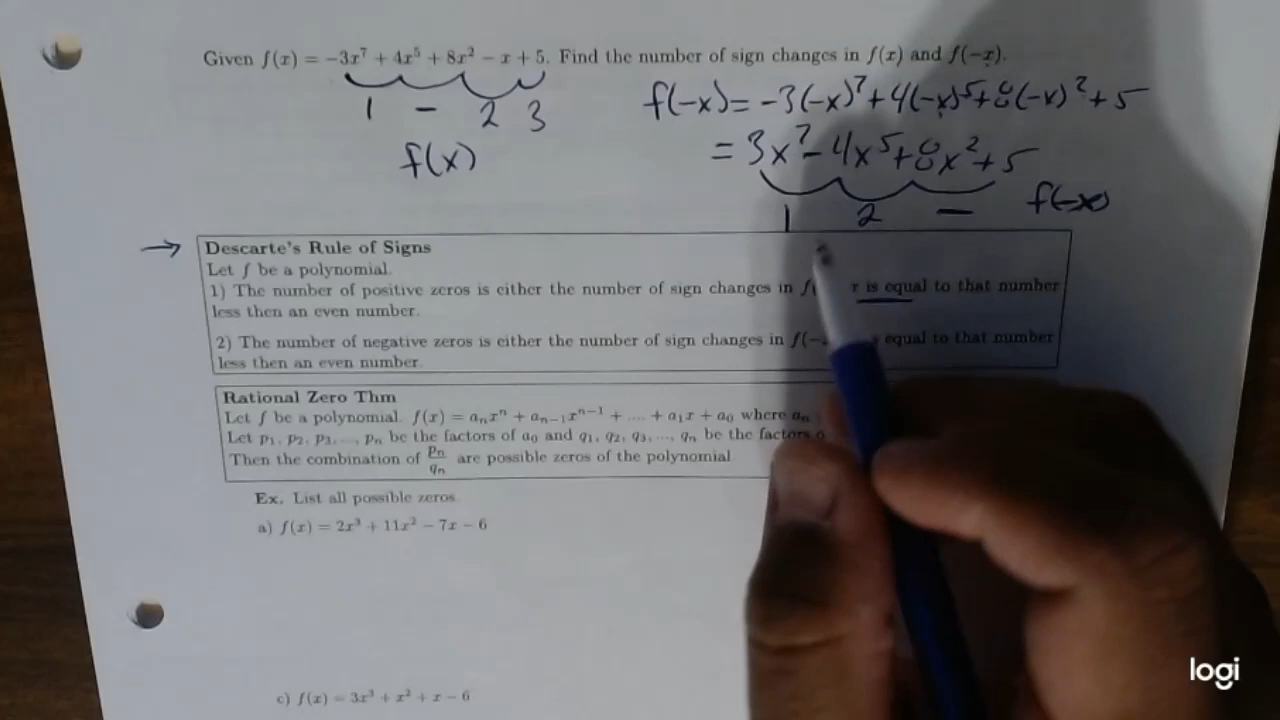 Given f(x) = −3x⁷ + 4x⁵ + 8x² − x + 5. Find the number of sign changes in f(x) and f(−x).
1 − 2 3
f(x)
f(-x) = -3(-x)⁷+4(-x)⁵+8(-x)²+5
= 3x⁷-4x⁵+8x²+5
1 2 − f(-x)
→ Descarte's Rule of Signs
Let f be a polynomial.
1) The number of positive zeros is either the number of sign changes in is equal to that number
less then an even number.
2) The number of negative zeros is either the number of sign changes in f(− equal to that number
less then an even number.
Rational Zero Thm
Let f be a polynomial. f(x) = aₙxⁿ + aₙ₋₁xⁿ⁻¹ + .... + a₁x + a₀ where aₙ
Let p₁, p₂, p₃, ..., pₙ be the factors of a₀ and q₁, q₂, q₃, ..., qₙ be the factors
Then the combination of pₙ/qₙ are possible zeros of the polynomial
Ex. List all possible zeros.
a) f(x) = 2x³ + 11x² − 7x − 6
c) f(x) = 3x³ + x² + x − 6
logi